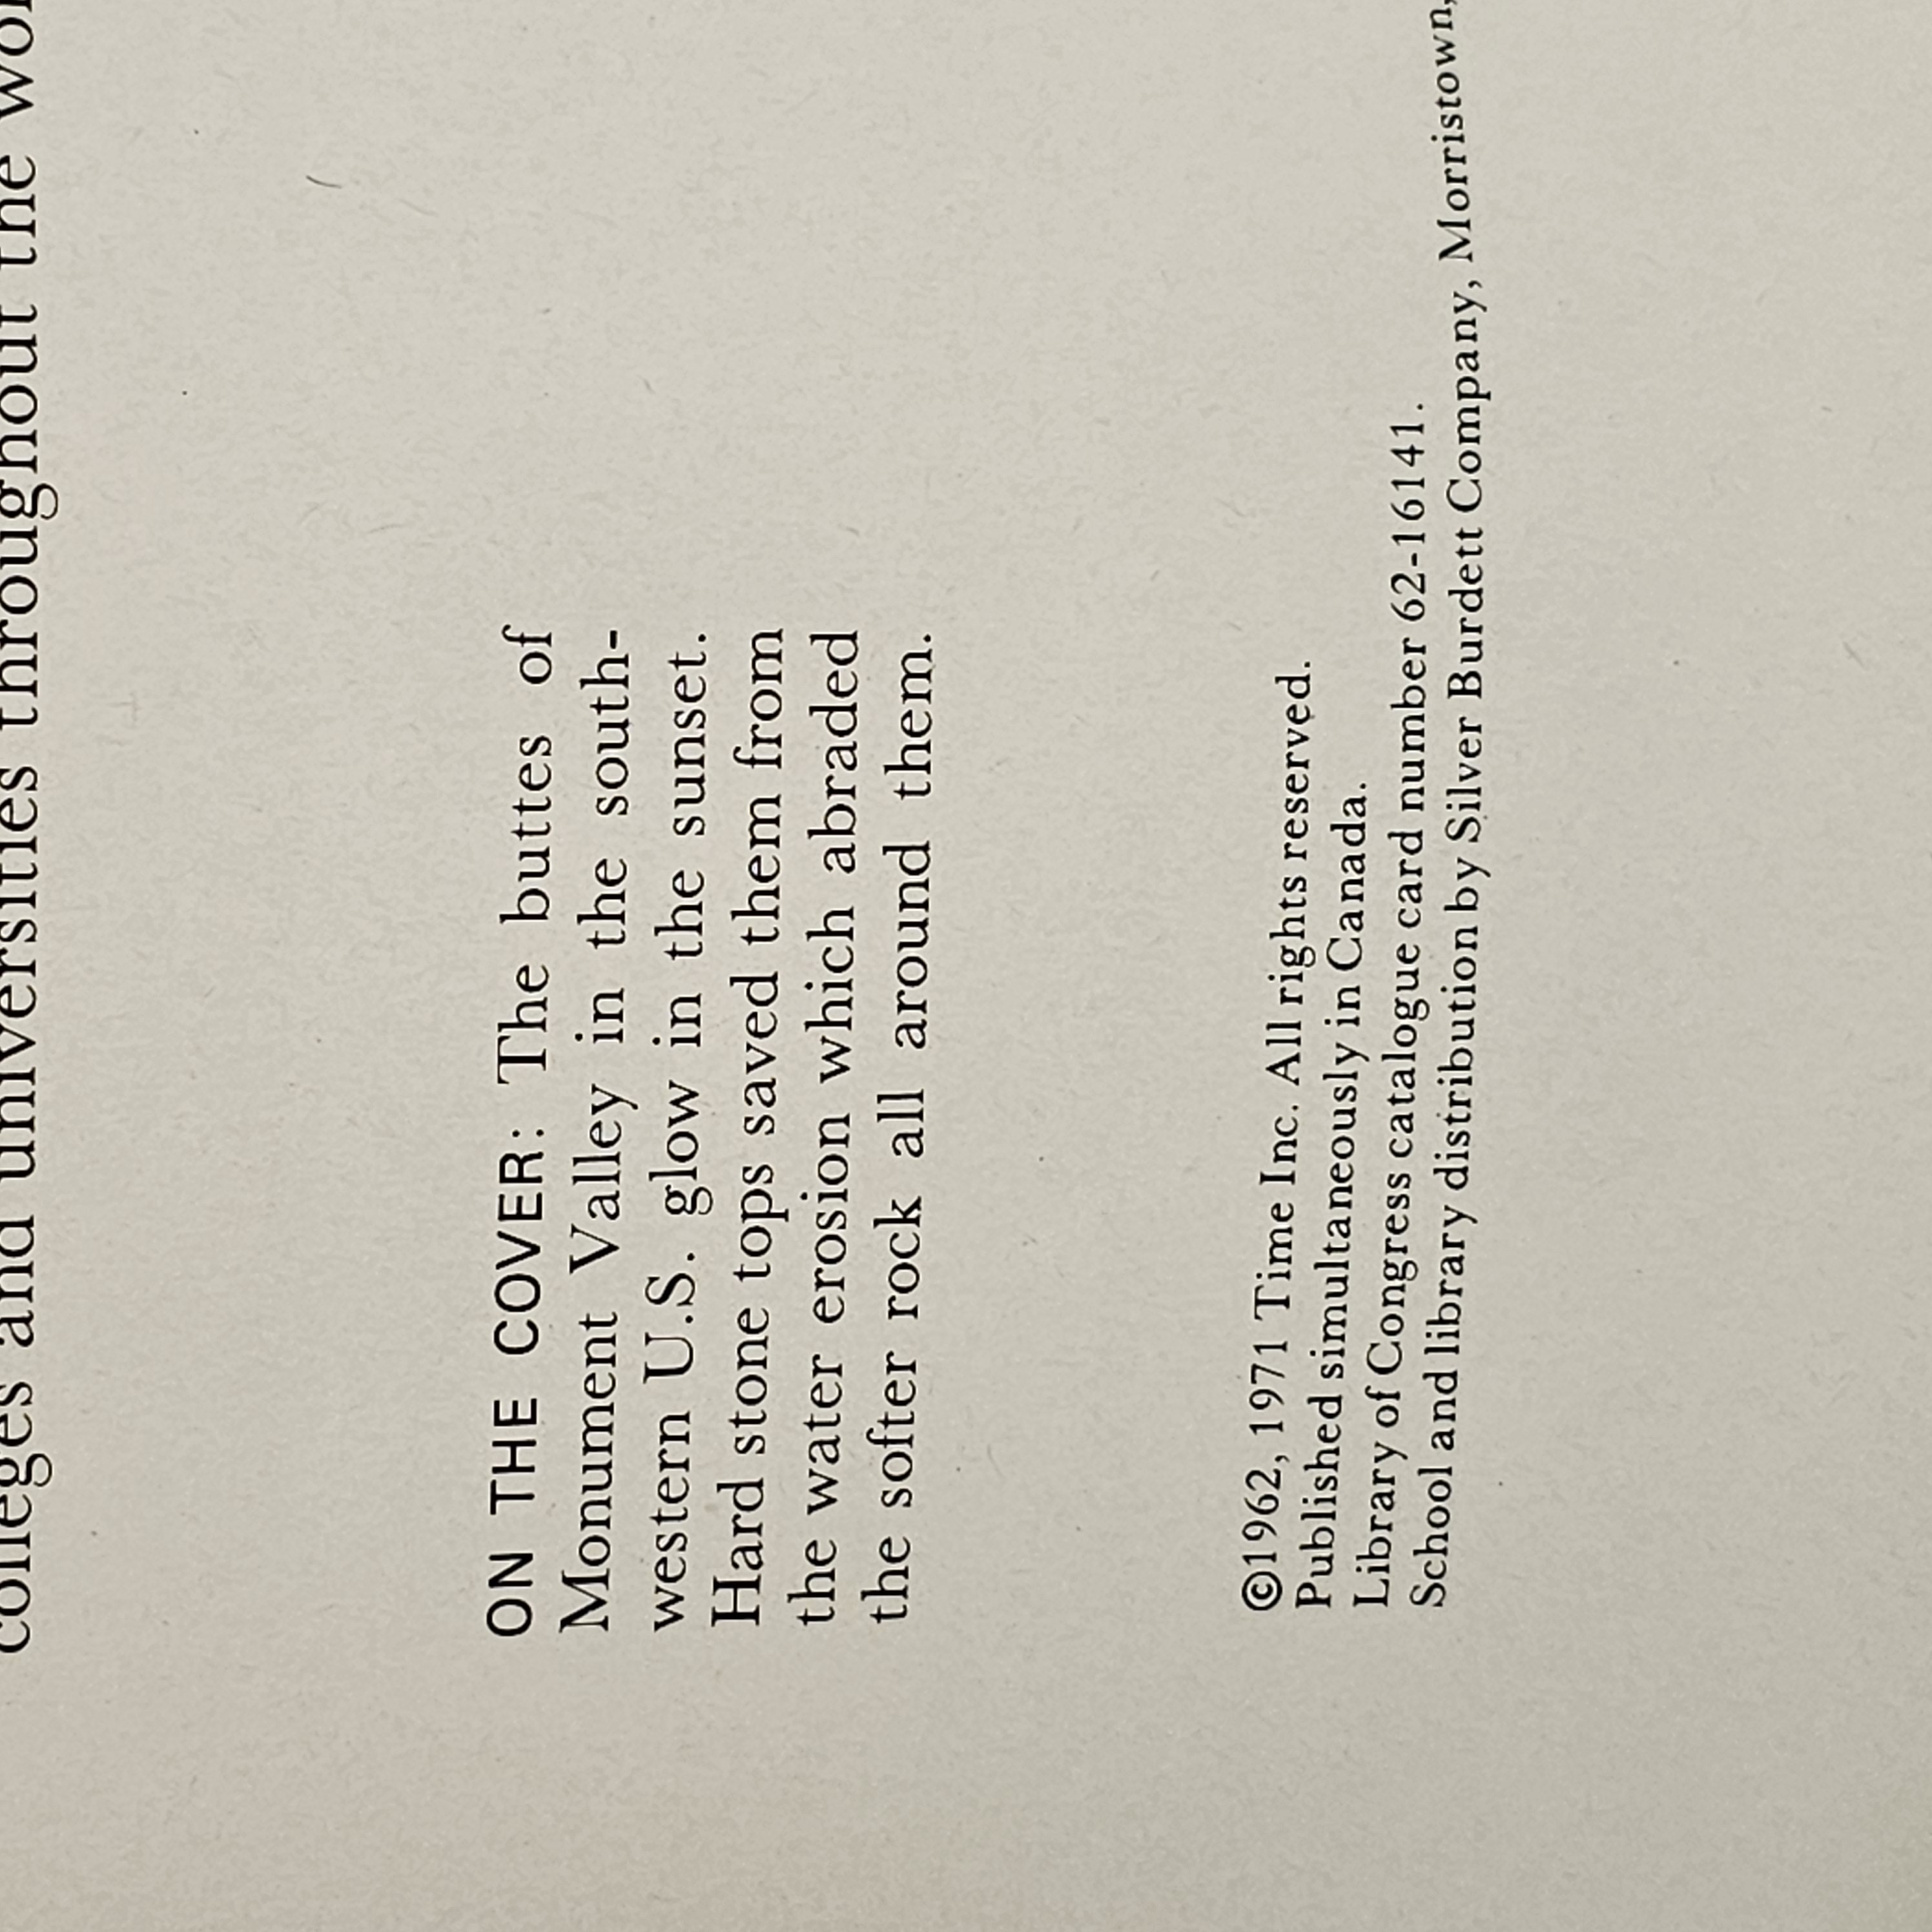 colleges and universities throughout the
ON THE COVER: The buttes of
Monument Valley in the south-
western U.S. glow in the sunset.
Hard stone tops saved them from
the water erosion which abraded
the softer rock all around them.
©1962, 1971 Time Inc. All rights reserved.
Published simultaneously in Canada.
Library of Congress catalogue card number 62-16141.
School and library distribution by Silver Burdett Company, Morristown,